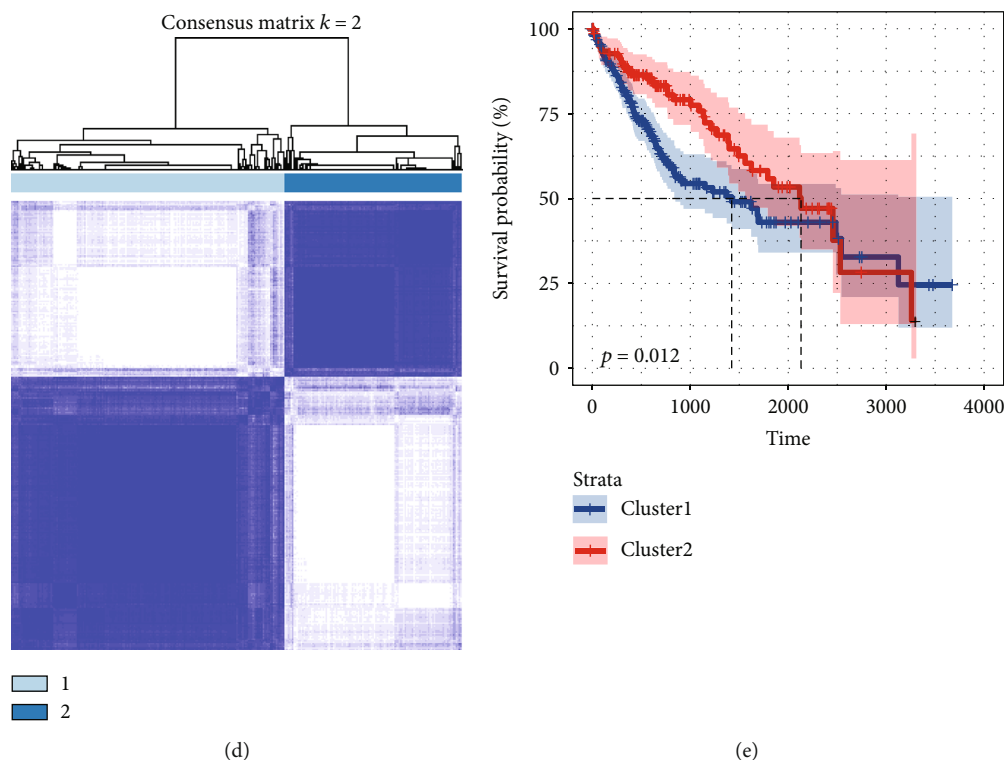 Consensus matrix k = 2
1
2
(d)
Survival probability (%)
100
75
50
25
0
p = 0.012
0 1000 2000 3000 4000
Time
Strata
Cluster1
Cluster2
(e)